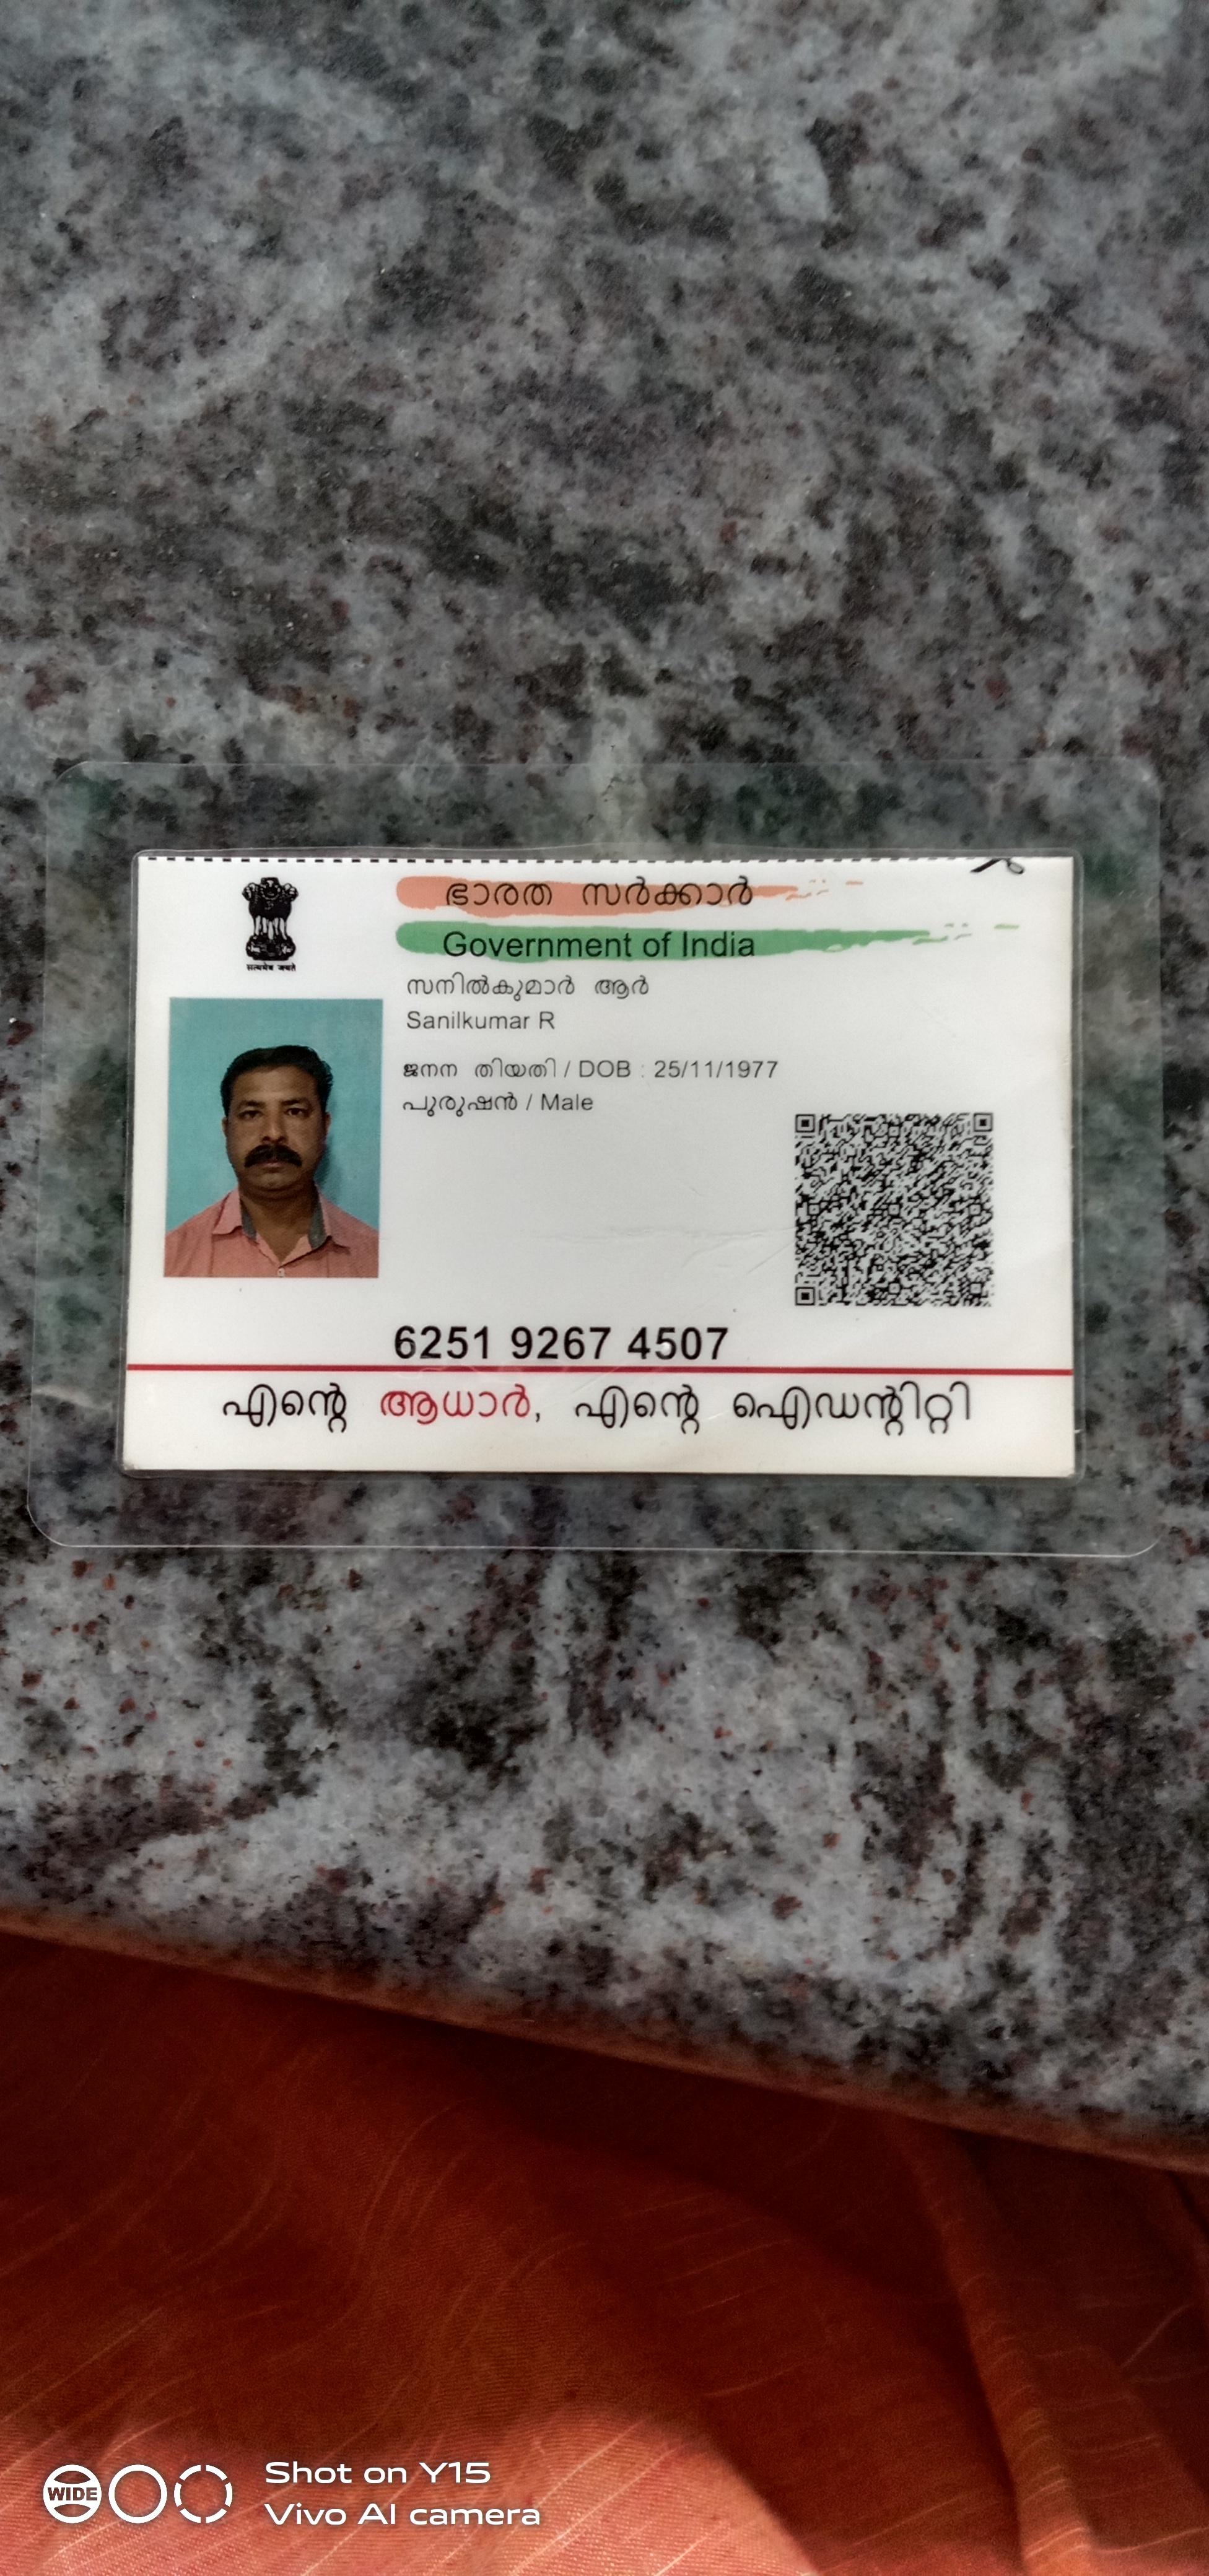 ഭാരത സർക്കാർ
Government of India
सत्यमेव जयते
സനിൽകുമാർ ആർ
Sanilkumar R
ജനന തിയതി / DOB : 25/11/1977
പുരുഷൻ / Male
6251 9267 4507
എന്റെ ആധാർ, എന്റെ ഐഡന്റിറ്റി
WIDE
Shot on Y15
Vivo AI camera